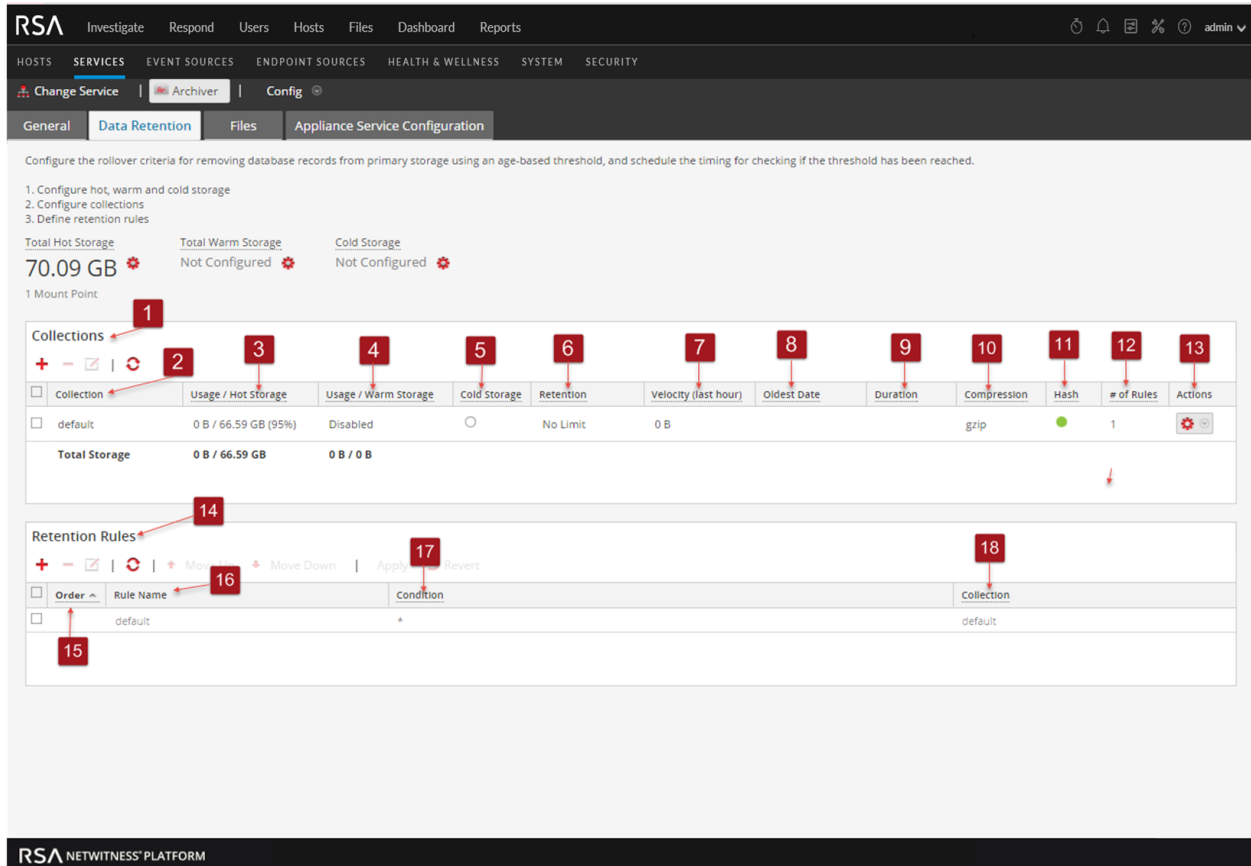 RSA Investigate Respond Users Hosts Files Dashboard Reports admin
HOSTS SERVICES EVENT SOURCES ENDPOINT SOURCES HEALTH & WELLNESS SYSTEM SECURITY
Change Service | Archiver | Config
General Data Retention Files Appliance Service Configuration
Configure the rollover criteria for removing database records from primary storage using an age-based threshold, and schedule the timing for checking if the threshold has been reached.
1. Configure hot, warm and cold storage
2. Configure collections
3. Define retention rules
Total Hot Storage Total Warm Storage Cold Storage
70.09 GB Not Configured Not Configured
1 Mount Point
1
Collections
2 3 4 5 6 7 8 9 10 11 12 13
Collection Usage / Hot Storage Usage / Warm Storage Cold Storage Retention Velocity (last hour) Oldest Date Duration Compression Hash # of Rules Actions
default 0 B / 66.59 GB (95%) Disabled No Limit 0 B gzip 1
Total Storage 0 B / 66.59 GB 0 B / 0 B
14
Retention Rules
17 18
Move Down | Apply Revert
16
Order Rule Name Condition Collection
default * default
15
RSA NETWITNESS® PLATFORM